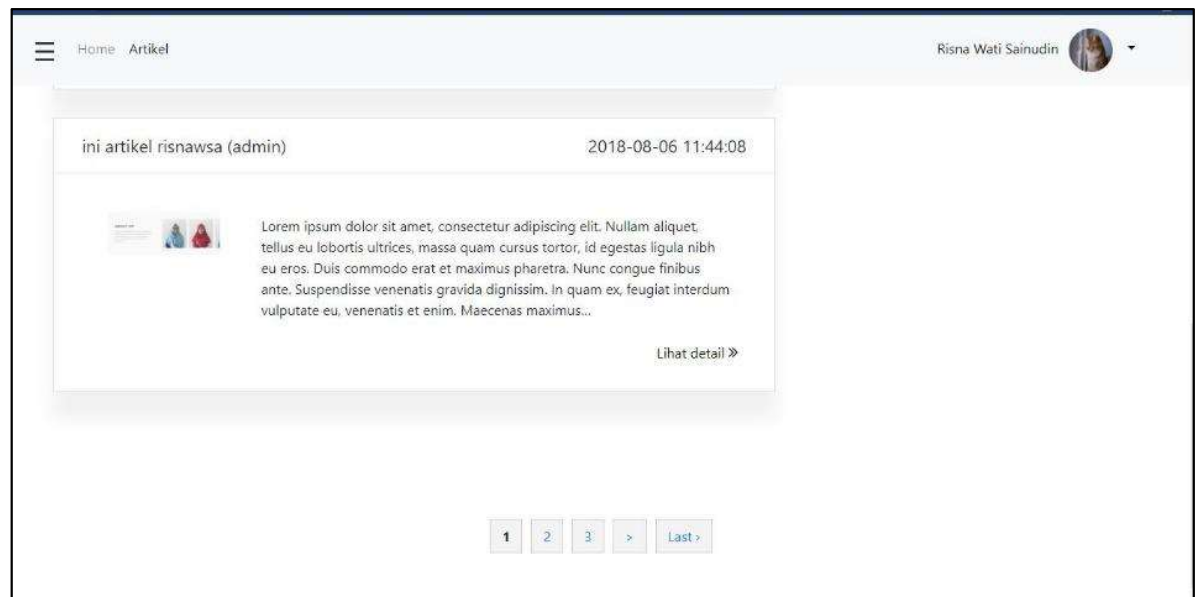 Home Artikel
Risna Wati Sainudin
ini artikel risnawsa (admin)
2018-08-06 11:44:08
Lorem ipsum dolor sit amet, consectetur adipiscing elit. Nullam aliquet,
tellus eu lobortis ultrices, massa quam cursus tortor, id egestas ligula nibh
eu eros. Duis commodo erat et maximus pharetra. Nunc congue finibus
ante. Suspendisse venenatis gravida dignissim. In quam ex, feugiat interdum
vulputate eu, venenatis et enim. Maecenas maximus...
Lihat detail »
1 2 3 > Last ›